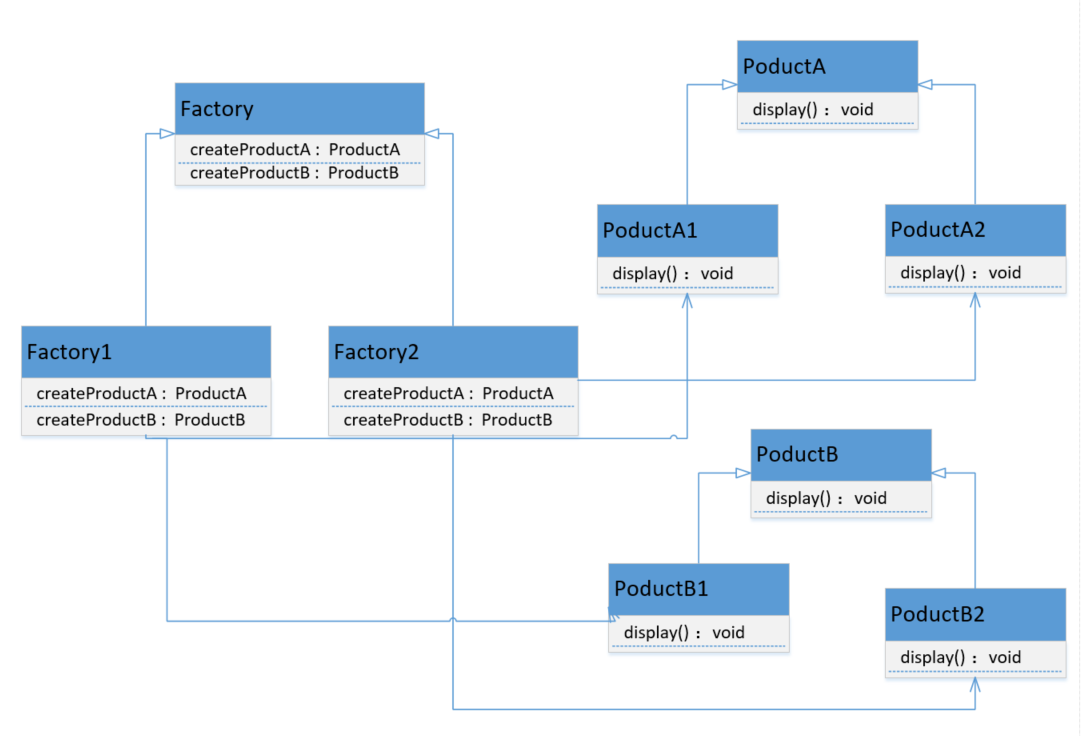 Factory
createProductA : ProductA
createProductB : ProductB
PoductA
display() : void
PoductA1
display() : void
PoductA2
display() : void
Factory1
createProductA : ProductA
createProductB : ProductB
Factory2
createProductA : ProductA
createProductB : ProductB
PoductB
display() : void
PoductB1
display() : void
PoductB2
display() : void